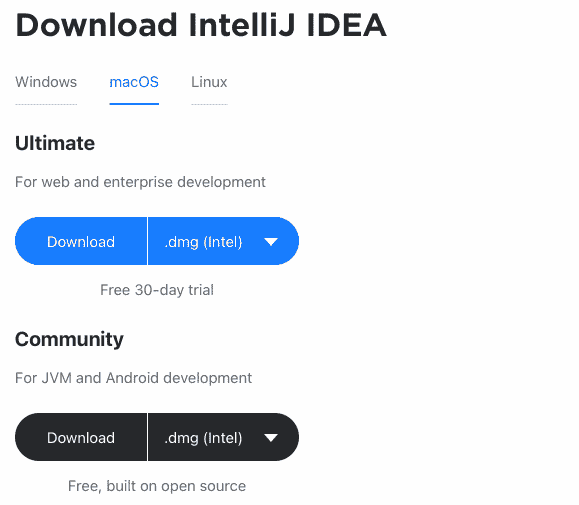 Download IntelliJ IDEA
Windows macOS Linux
Ultimate
For web and enterprise development
Download .dmg (Intel)
Free 30-day trial
Community
For JVM and Android development
Download .dmg (Intel)
Free, built on open source